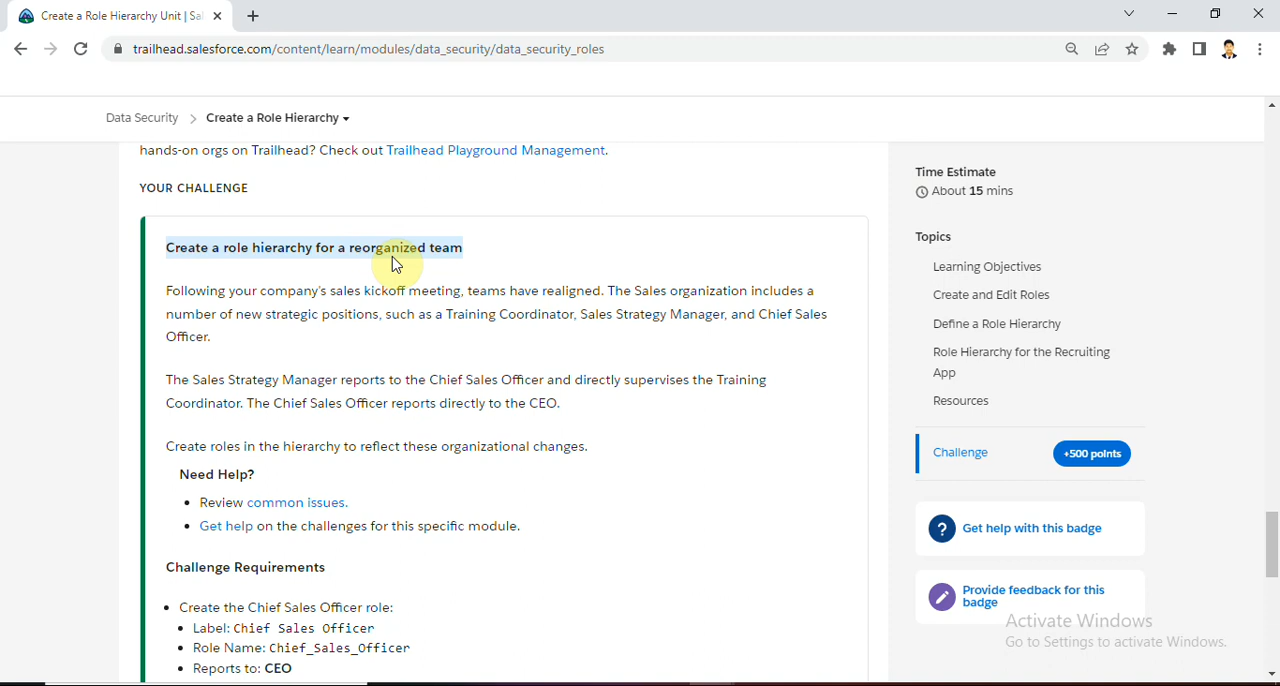 Create a Role Hierarchy Unit | Sal
trailhead.salesforce.com/content/learn/modules/data_security/data_security_roles
Data Security > Create a Role Hierarchy
hands-on orgs on Trailhead? Check out Trailhead Playground Management.
YOUR CHALLENGE
Create a role hierarchy for a reorganized team
Following your company's sales kickoff meeting, teams have realigned. The Sales organization includes a
number of new strategic positions, such as a Training Coordinator, Sales Strategy Manager, and Chief Sales
Officer.
The Sales Strategy Manager reports to the Chief Sales Officer and directly supervises the Training
Coordinator. The Chief Sales Officer reports directly to the CEO.
Create roles in the hierarchy to reflect these organizational changes.
Need Help?
• Review common issues.
• Get help on the challenges for this specific module.
Challenge Requirements
• Create the Chief Sales Officer role:
• Label: Chief Sales Officer
• Role Name: Chief_Sales_Officer
• Reports to: CEO
Time Estimate
About 15 mins
Topics
Learning Objectives
Create and Edit Roles
Define a Role Hierarchy
Role Hierarchy for the Recruiting
App
Resources
Challenge +500 points
? Get help with this badge
Provide feedback for this
badge
Activate Windows
Go to Settings to activate Windows.